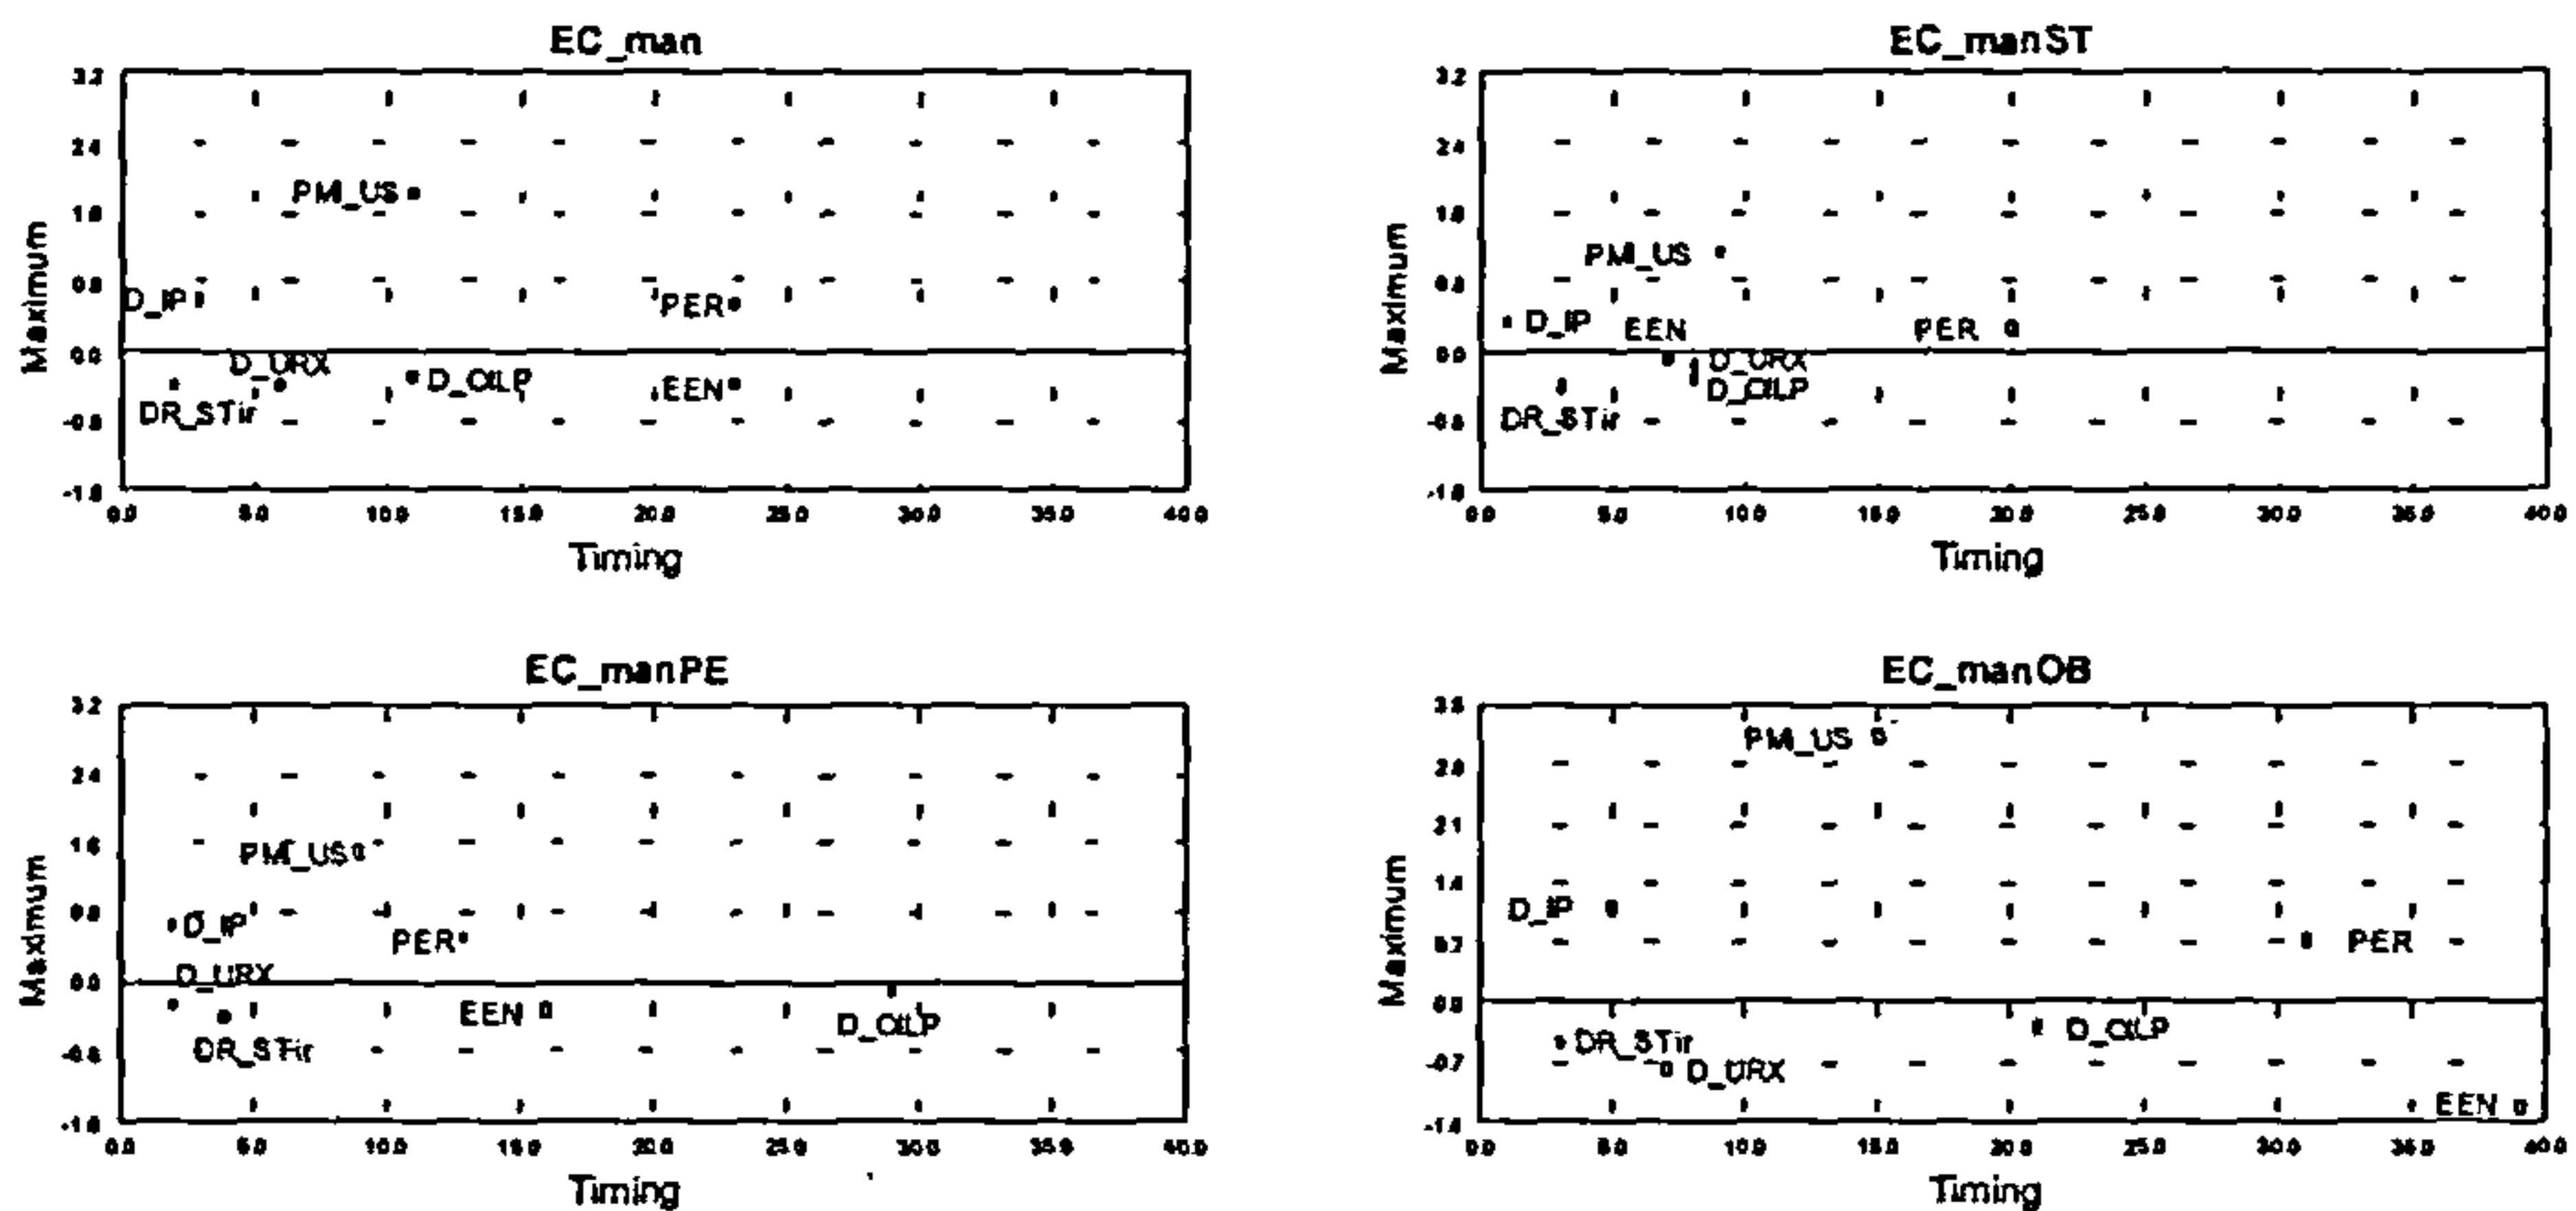 EC_man
3.2
2.4
PMI_US
1.6
0.8
D_IP
PER
Maximum
0.0
D_URX
D_OILP
EEN
DR_STir
-0.8
-1.6
0.0 5.0 10.0 15.0 20.0 25.0 30.0 35.0 40.0
Timing
EC_manST
3.2
2.4
1.6
PMI_US
0.8
D_IP
EEN
PER
Maximum
0.0
D_URX
D_OILP
DR_STir
-0.8
-1.6
0.0 5.0 10.0 15.0 20.0 25.0 30.0 35.0 40.0
Timing
EC_manPE
3.2
2.4
1.6
PMI_US
0.8
D_IP
PER
Maximum
0.0
D_URX
EEN
D_OILP
DR_STir
-0.8
-1.6
0.0 5.0 10.0 15.0 20.0 25.0 30.0 35.0 40.0
Timing
EC_manOB
3.5
PMI_US
2.8
2.1
1.4
D_IP
0.7
PER
Maximum
0.0
D_OILP
DR_STir
-0.7
D_URX
EEN
-1.4
0.0 5.0 10.0 15.0 20.0 25.0 30.0 35.0 40.0
Timing